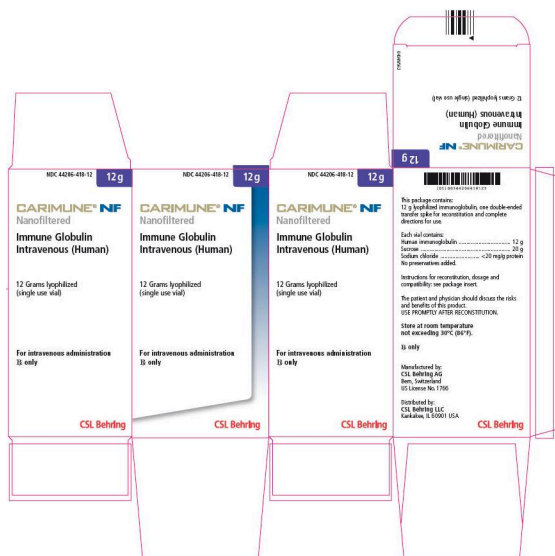 CARIMUNE® NF
Nanofiltered
Immune Globulin
Intravenous (Human)
12 Grams lyophilized (single use vial)
12 g
NDC 44206-418-12
12 g
CARIMUNE® NF
Nanofiltered
Immune Globulin
Intravenous (Human)
12 Grams lyophilized
(single use vial)
For intravenous administration
℞ only
CSL Behring
NDC 44206-418-12
12 g
CARIMUNE® NF
Nanofiltered
Immune Globulin
Intravenous (Human)
12 Grams lyophilized
(single use vial)
For intravenous administration
℞ only
CSL Behring
NDC 44206-418-12
12 g
CARIMUNE® NF
Nanofiltered
Immune Globulin
Intravenous (Human)
12 Grams lyophilized
(single use vial)
For intravenous administration
℞ only
CSL Behring
This package contains:
12 g lyophilized immunoglobulin, one double-ended
transfer spike for reconstitution and complete
directions for use.
Each vial contains:
Human immunoglobulin ........................ 12 g
Sucrose ........................ 20 g
Sodium chloride .................. <20 mg/g protein
No preservatives added.
Instructions for reconstitution, dosage and
compatibility: see package insert.
The patient and physician should discuss the risks
and benefits of this product.
USE PROMPTLY AFTER RECONSTITUTION.
Store at room temperature
not exceeding 30°C (86°F).
℞ only
Manufactured by:
CSL Behring AG
Bern, Switzerland
US License No. 1766
Distributed by:
CSL Behring LLC
Kankakee, IL 60901 USA
CSL Behring